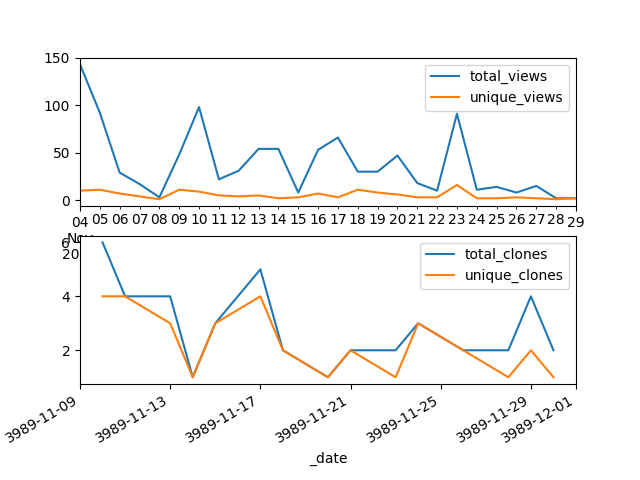 150
100
50
0
total_views
unique_views
04 05 06 07 08 09 10 11 12 13 14 15 16 17 18 19 20 21 22 23 24 25 26 27 28 29
6
4
2
total_clones
unique_clones
3989-11-09 3989-11-13 3989-11-17 3989-11-21 3989-11-25 3989-11-29 3989-12-01
_date